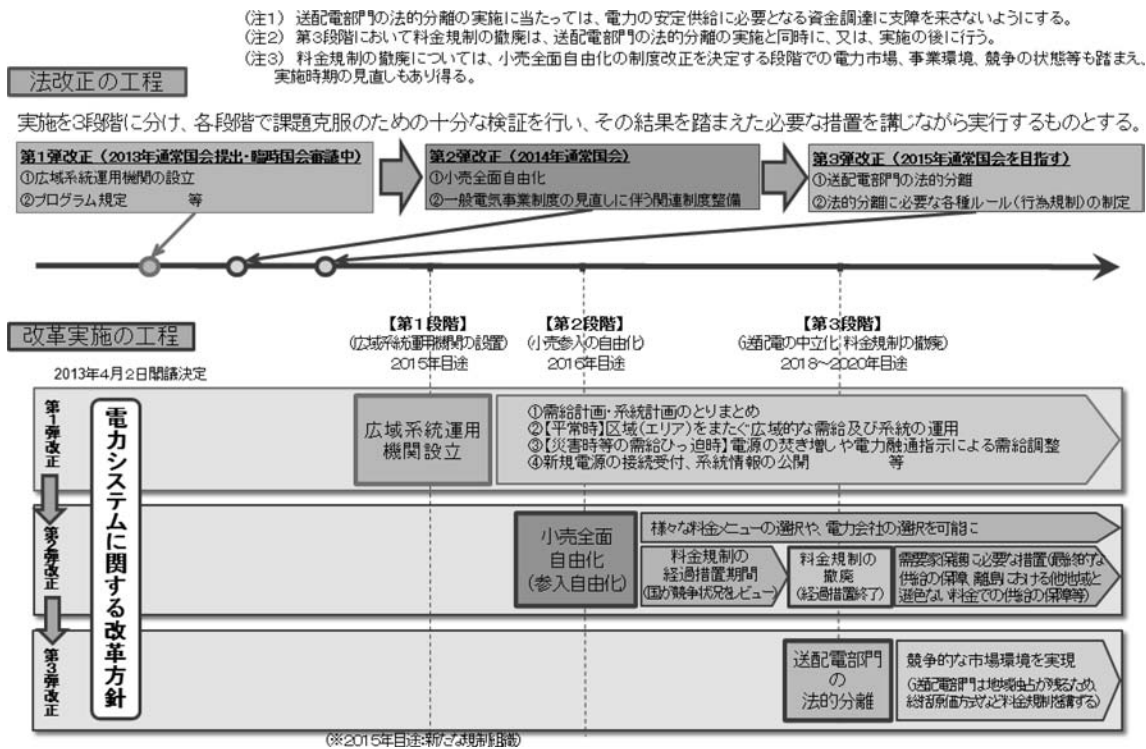 (注1) 送配電部門の法的分離の実施に当たっては、電力の安定供給に必要となる資金調達に支障を来さないようにする。
(注2) 第3段階において料金規制の撤廃は、送配電部門の法的分離の実施と同時に、又は、実施の後に行う。
(注3) 料金規制の撤廃については、小売全面自由化の制度改正を決定する段階での電力市場、事業環境、競争の状態等も踏まえ、
実施時期の見直しもあり得る。
法改正の工程
実施を3段階に分け、各段階で課題克服のための十分な検証を行い、その結果を踏まえた必要な措置を講じながら実行するものとする。
第1弾改正(2013年通常国会提出・臨時国会審議中)
①広域系統運用機関の設立
②プログラム規定 等
第2弾改正(2014年通常国会)
①小売全面自由化
②一般電気事業制度の見直しに伴う関連制度整備
第3弾改正(2015年通常国会を目指す)
①送配電部門の法的分離
②法的分離に必要な各種ルール(行為規制)の制定
改革実施の工程
【第1段階】
(広域系統運用機関の設置)
2015年目途
【第2段階】
(小売参入の自由化)
2016年目途
【第3段階】
(送配電の中立化、料金規制の撤廃)
2018~2020年目途
2013年4月2日閣議決定
第1弾改正
第2弾改正
第3弾改正
電力システムに関する改革方針
広域系統運用
機関設立
①需給計画・系統計画のとりまとめ
②【平常時】区域(エリア)をまたぐ広域的な需給及び系統の運用
③【災害時等の需給ひっ迫時】電源の焚き増しや電力融通指示による需給調整
④新規電源の接続受付、系統情報の公開 等
小売全面
自由化
(参入自由化)
様々な料金メニューの選択や、電力会社の選択を可能に
料金規制の
経過措置期間
(国が競争状況をレビュー)
料金規制の
撤廃
(経過措置終了)
需要家保護に必要な措置(最終的な
供給の保障、離島における他地域と
遜色ない料金での供給の保障等)
送配電部門
の
法的分離
競争的な市場環境を実現
(送配電部門は地域独占が残るため、
総括原価方式など料金規制を講ずる)
(※2015年目途:新たな規制組織)